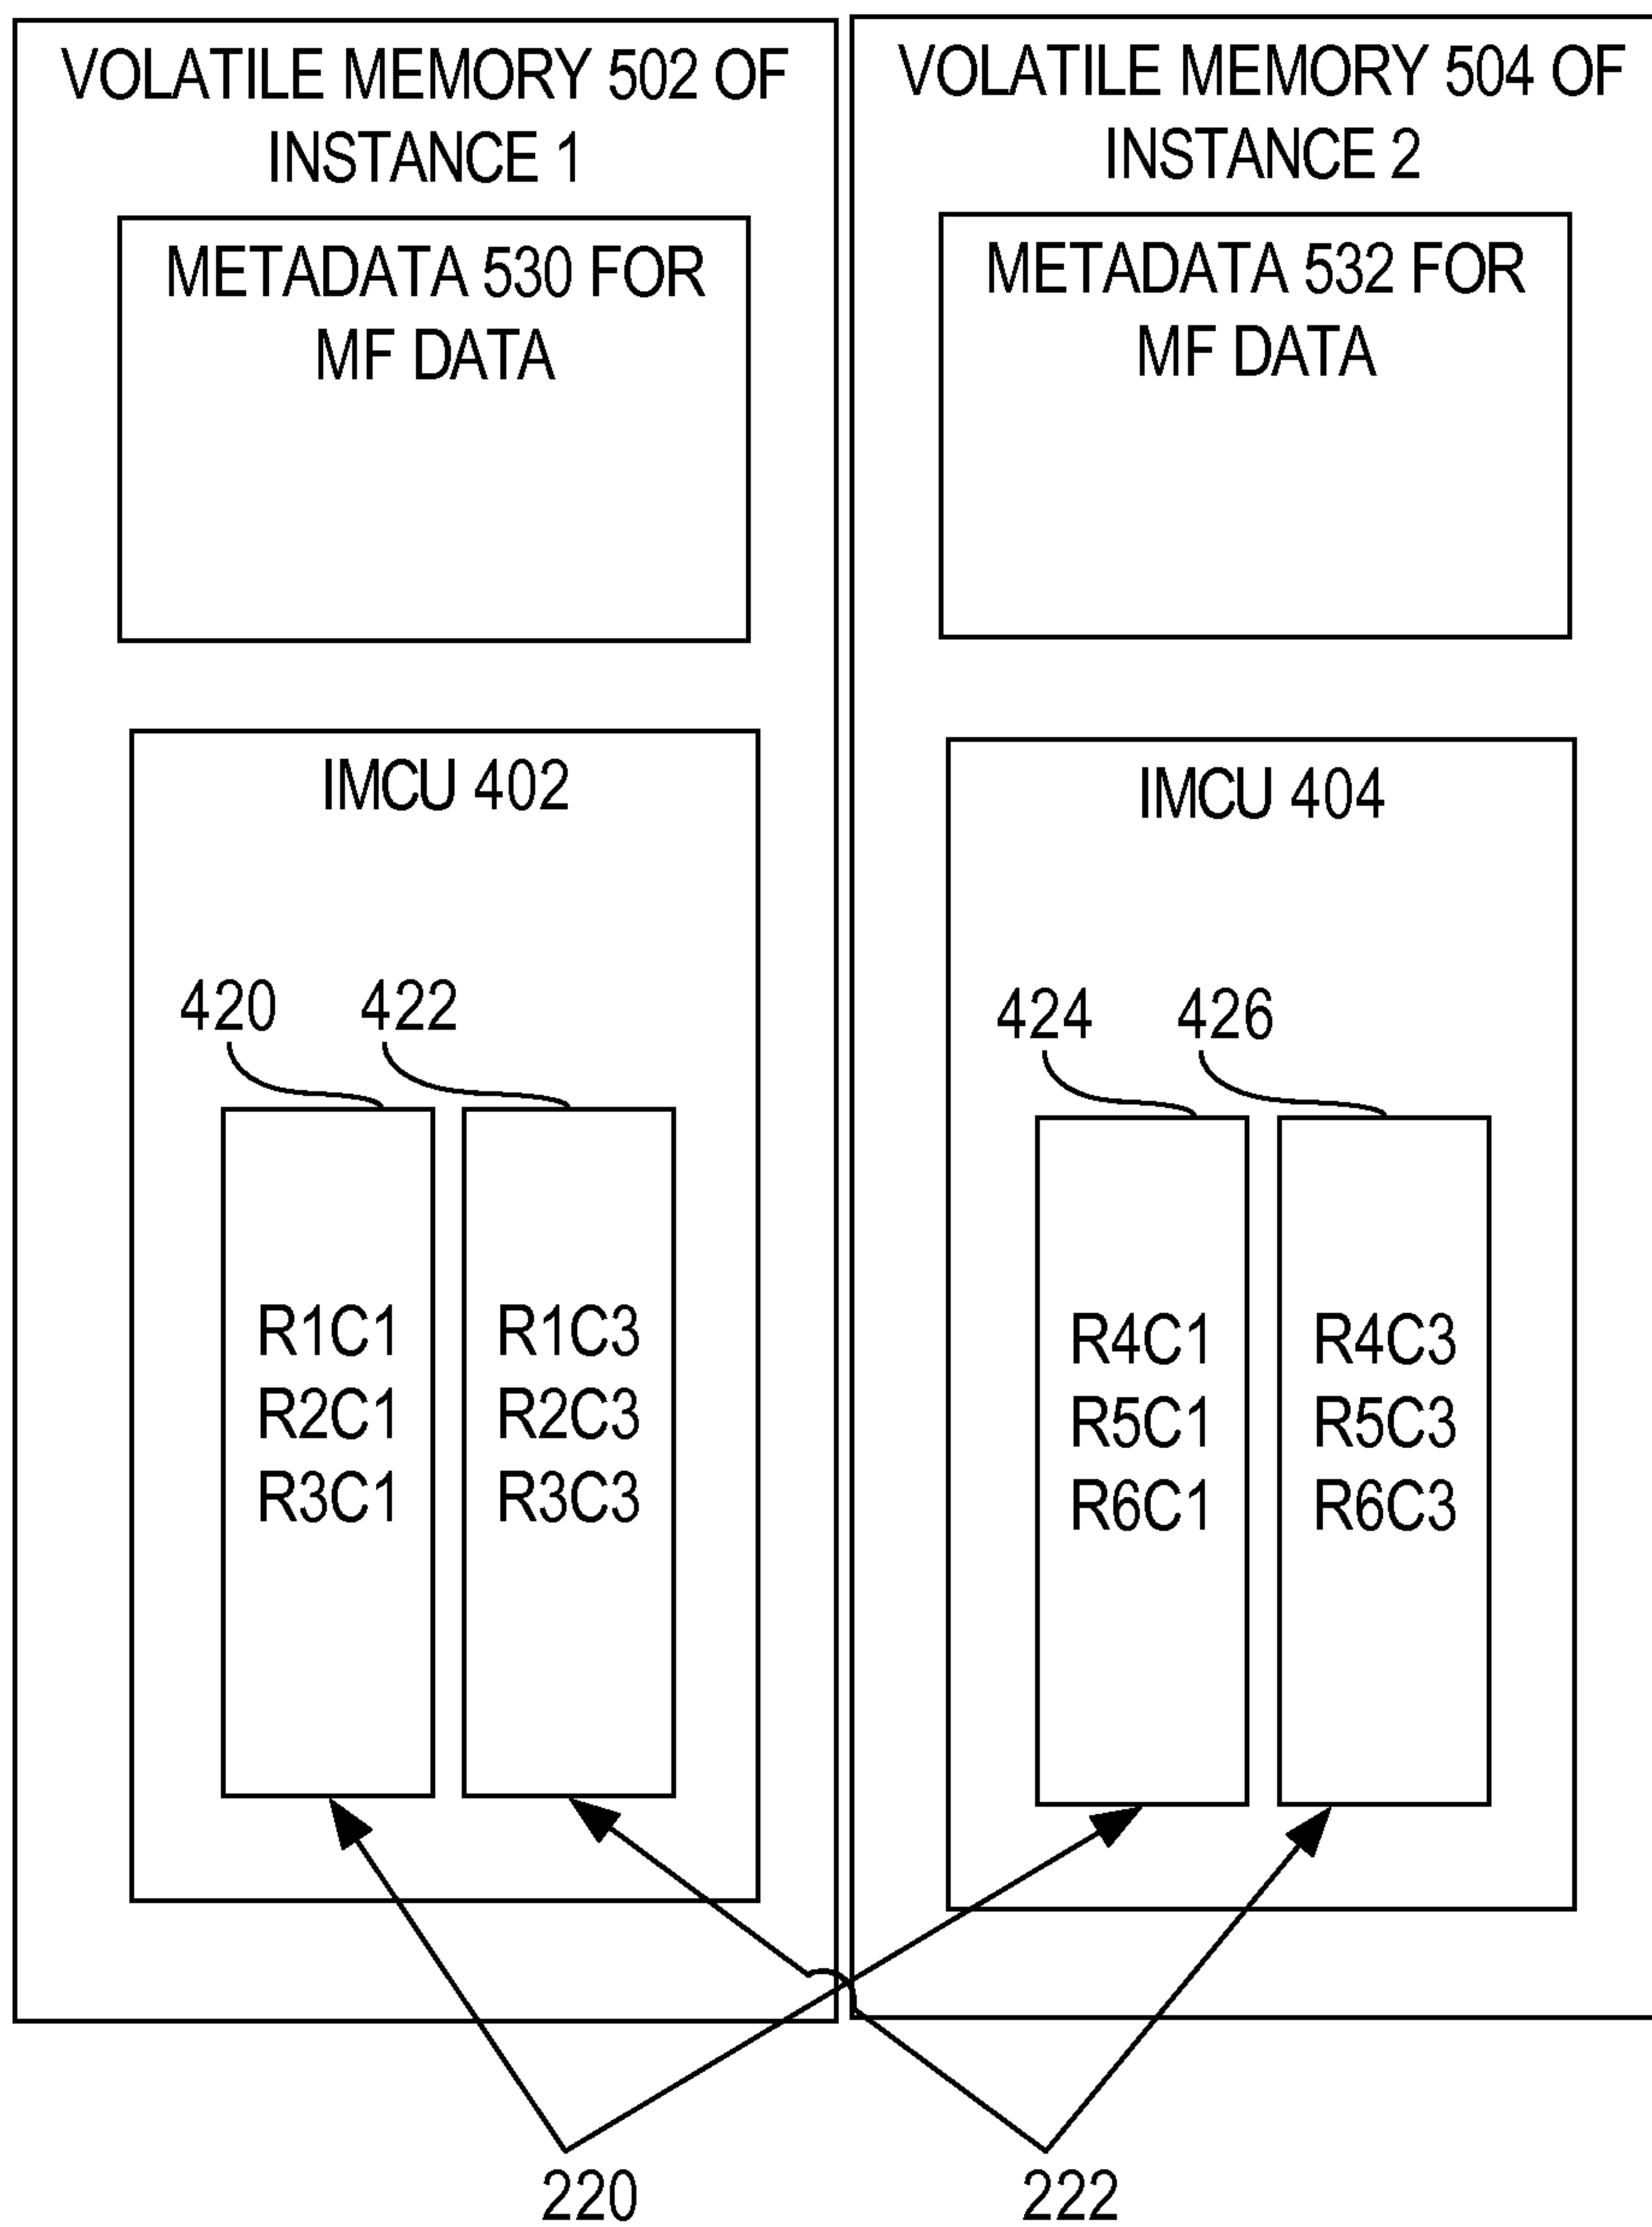 VOLATILE MEMORY 502 OF
INSTANCE 1
METADATA 530 FOR
MF DATA
IMCU 402
420
422
R1C1
R2C1
R3C1
R1C3
R2C3
R3C3
VOLATILE MEMORY 504 OF
INSTANCE 2
METADATA 532 FOR
MF DATA
IMCU 404
424
426
R4C1
R5C1
R6C1
R4C3
R5C3
R6C3
220
222